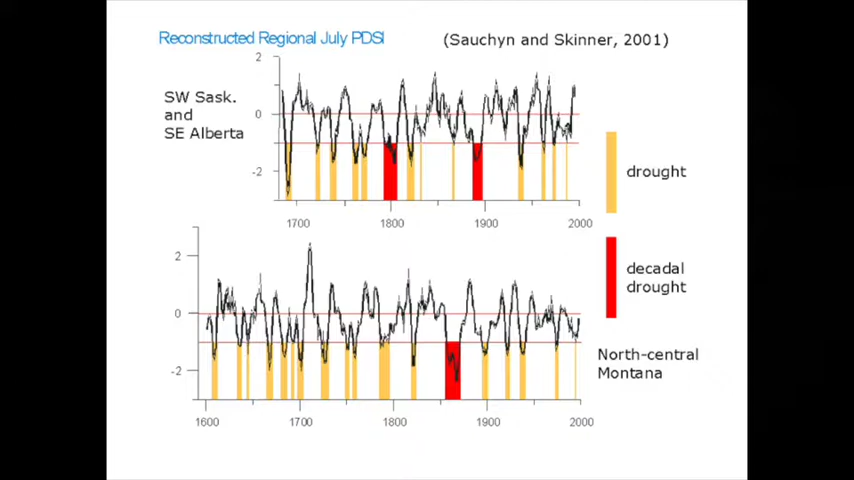 Reconstructed Regional July PDSI
(Sauchyn and Skinner, 2001)
2
0
-2
SW Sask.
and
SE Alberta
drought
1700
1800
1900
2000
decadal
drought
2
0
-2
North-central
Montana
1600
1700
1800
1900
2000